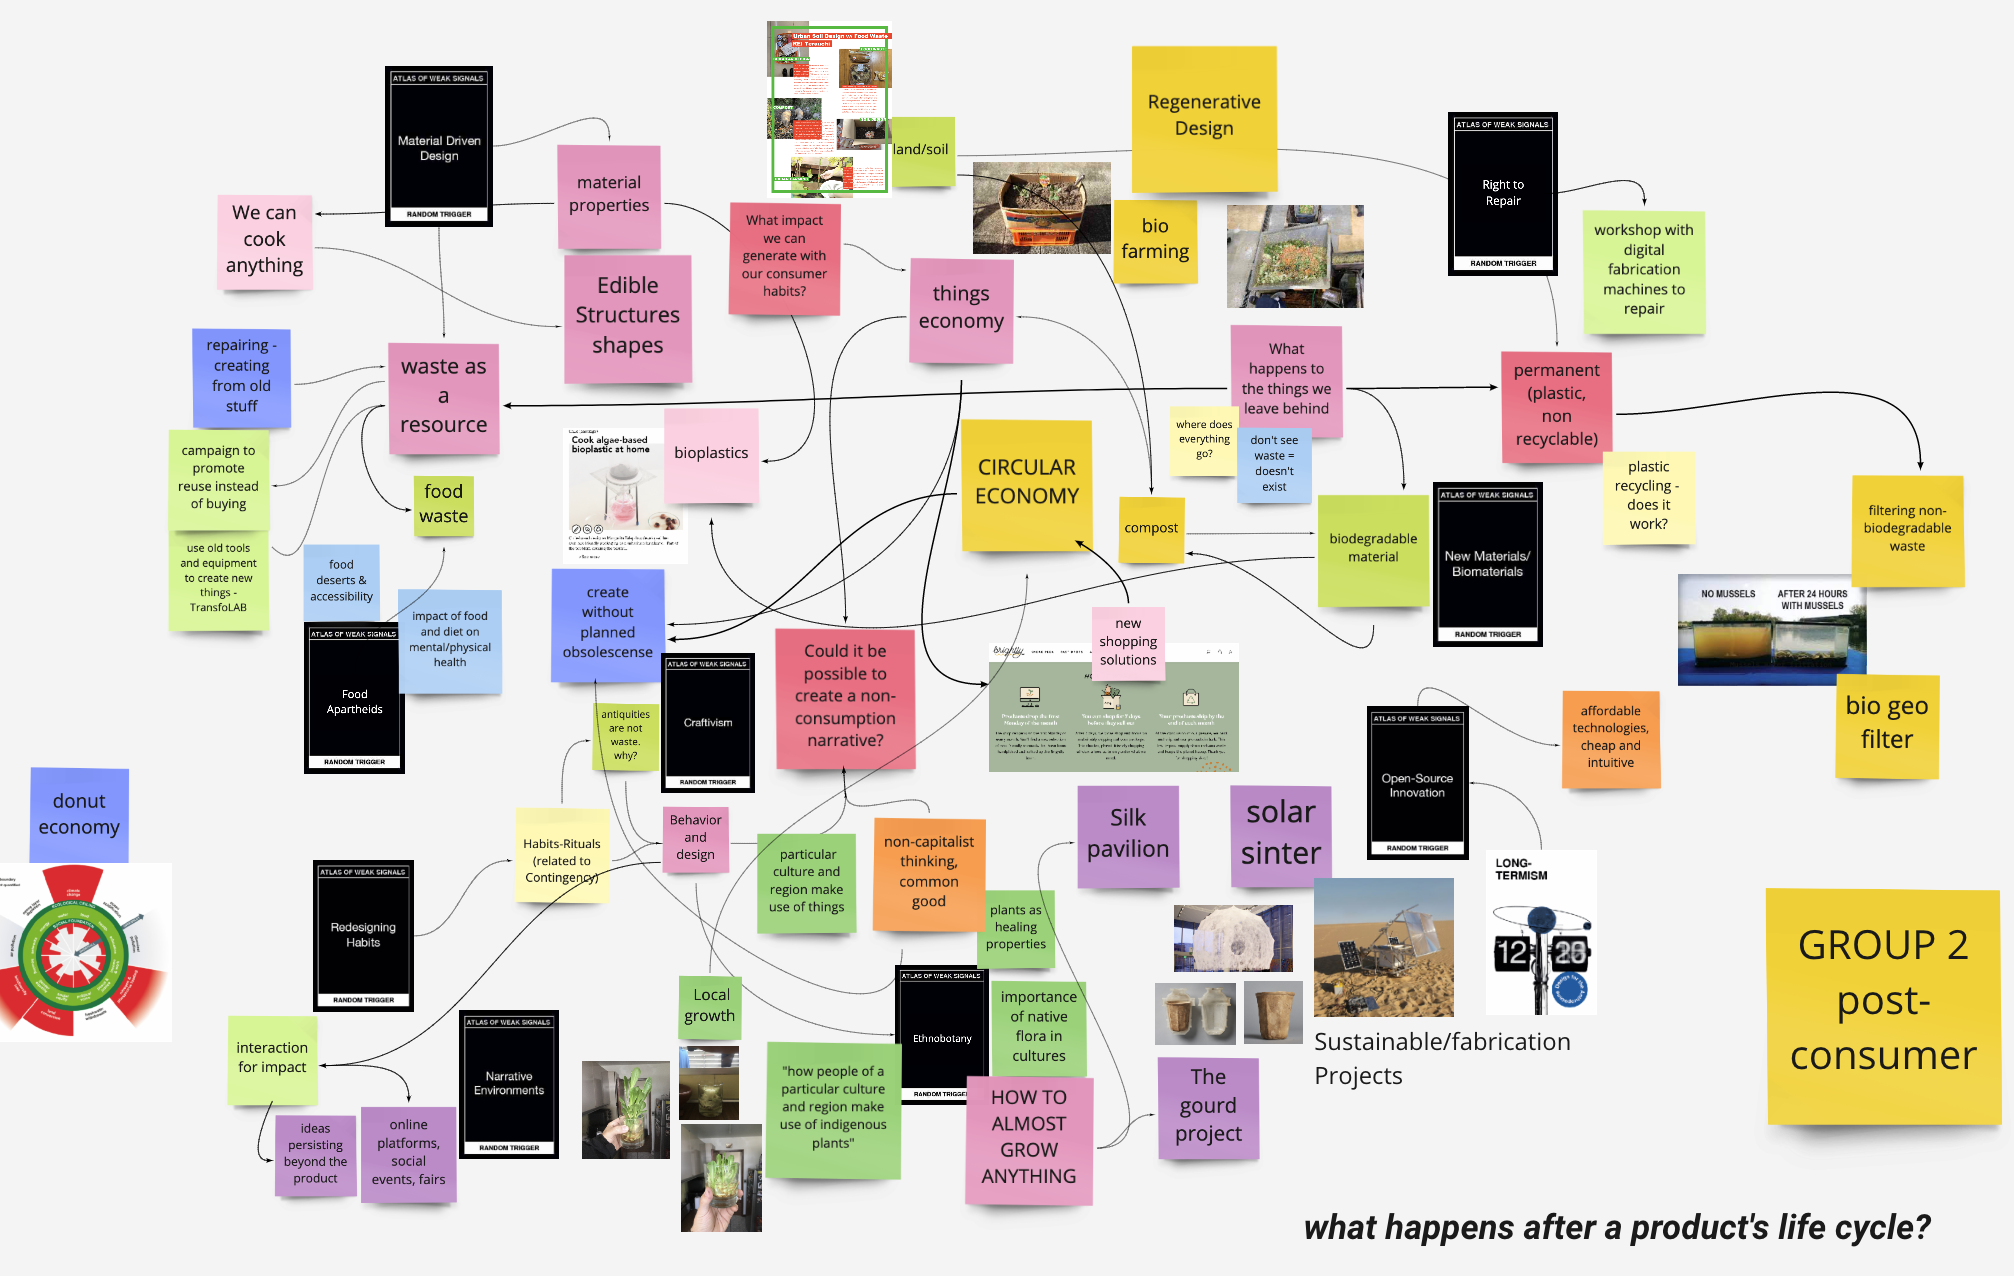 Urban Soil Design w/ Food Waste
REI Terauchi
COMPOST
land/soil
Regenerative
Design
bio
farming
ATLAS OF WEAK SIGNALS
Material Driven
Design
RANDOM TRIGGER
material
properties
We can
cook
anything
Edible
Structures
shapes
What impact
we can
generate with
our consumer
habits?
things
economy
ATLAS OF WEAK SIGNALS
Right to
Repair
RANDOM TRIGGER
workshop with
digital
fabrication
machines to
repair
repairing -
creating
from old
stuff
waste as
a
resource
campaign to
promote
reuse instead
of buying
use old tools
and equipment
to create new
things -
TransfoLAB
food
waste
food
deserts &
accessibility
impact of food
and diet on
mental/physical
health
ATLAS OF WEAK SIGNALS
Food
Apartheids
RANDOM TRIGGER
Cook algae-based
bioplastic at home
bioplastics
CIRCULAR
ECONOMY
compost
What
happens to
the things we
leave behind
where does
everything
go?
don't see
waste =
doesn't
exist
permanent
(plastic,
non
recyclable)
plastic
recycling -
does it
work?
biodegradable
material
ATLAS OF WEAK SIGNALS
New Materials/
Biomaterials
RANDOM TRIGGER
filtering non-
biodegradable
waste
NO MUSSELS
AFTER 24 HOURS
WITH MUSSELS
bio geo
filter
create
without
planned
obsolescense
antiquities
are not
waste.
why?
ATLAS OF WEAK SIGNALS
Craftivism
RANDOM TRIGGER
Could it be
possible to
create a non-
consumption
narrative?
new
shopping
solutions
brightly
ATLAS OF WEAK SIGNALS
Open-Source
Innovation
RANDOM TRIGGER
affordable
technologies,
cheap and
intuitive
donut
economy
ATLAS OF WEAK SIGNALS
Redesigning
Habits
RANDOM TRIGGER
Habits-Rituals
(related to
Contingency)
Behavior
and
design
particular
culture and
region make
use of things
non-capitalist
thinking,
common
good
plants as
healing
properties
Silk
pavilion
solar
sinter
LONG-
TERMISM
12 28
Sustainable/fabrication
Projects
GROUP 2
post-
consumer
interaction
for impact
ideas
persisting
beyond the
product
online
platforms,
social
events, fairs
ATLAS OF WEAK SIGNALS
Narrative
Environments
RANDOM TRIGGER
Local
growth
"how people of a
particular culture
and region make
use of indigenous
plants"
ATLAS OF WEAK SIGNALS
Ethnobotany
RANDOM TRIGGER
importance
of native
flora in
cultures
HOW TO
ALMOST
GROW
ANYTHING
The
gourd
project
what happens after a product's life cycle?